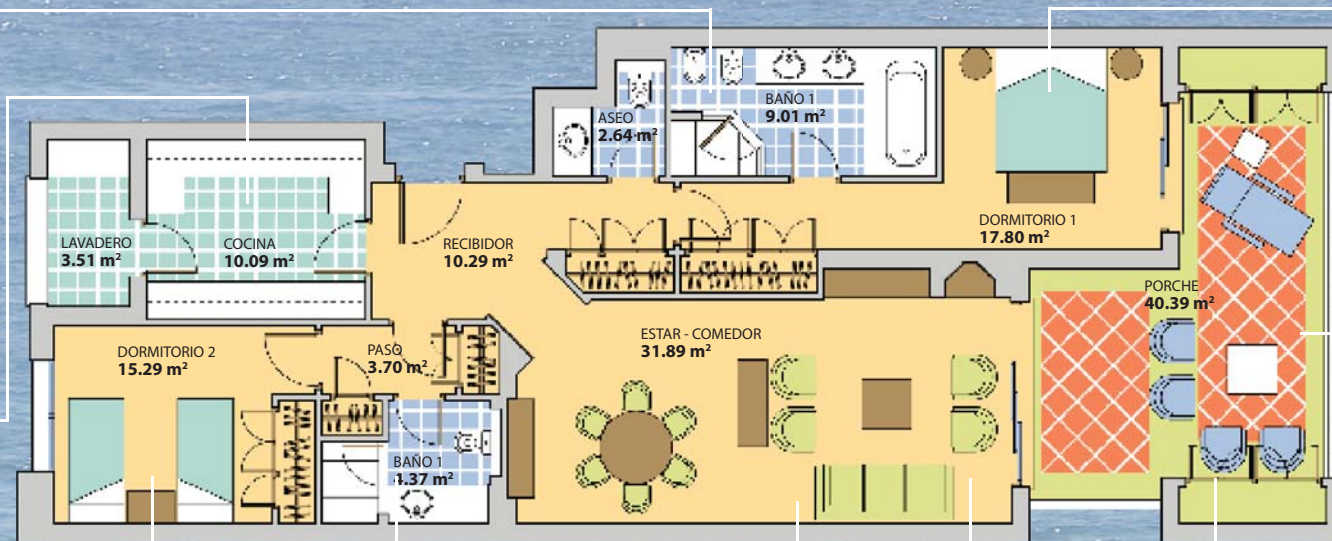 ASEO
2.64 m²
BAÑO 1
9.01 m²
DORMITORIO 1
17.80 m²
LAVADERO
3.51 m²
COCINA
10.09 m²
RECIBIDOR
10.29 m²
PORCHE
40.39 m²
ESTAR - COMEDOR
31.89 m²
DORMITORIO 2
15.29 m²
PASO
3.70 m²
BAÑO 1
4.37 m²